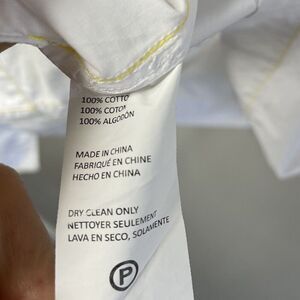 100% COTTO
100% COTON
100% ALGODÓN
MADE IN CHINA
FABRIQUÉ EN CHINE
HECHO EN CHINA
DRY CLEAN ONLY
NETTOYER SEULEMENT
LAVA EN SECO, SOLAMENTE
P